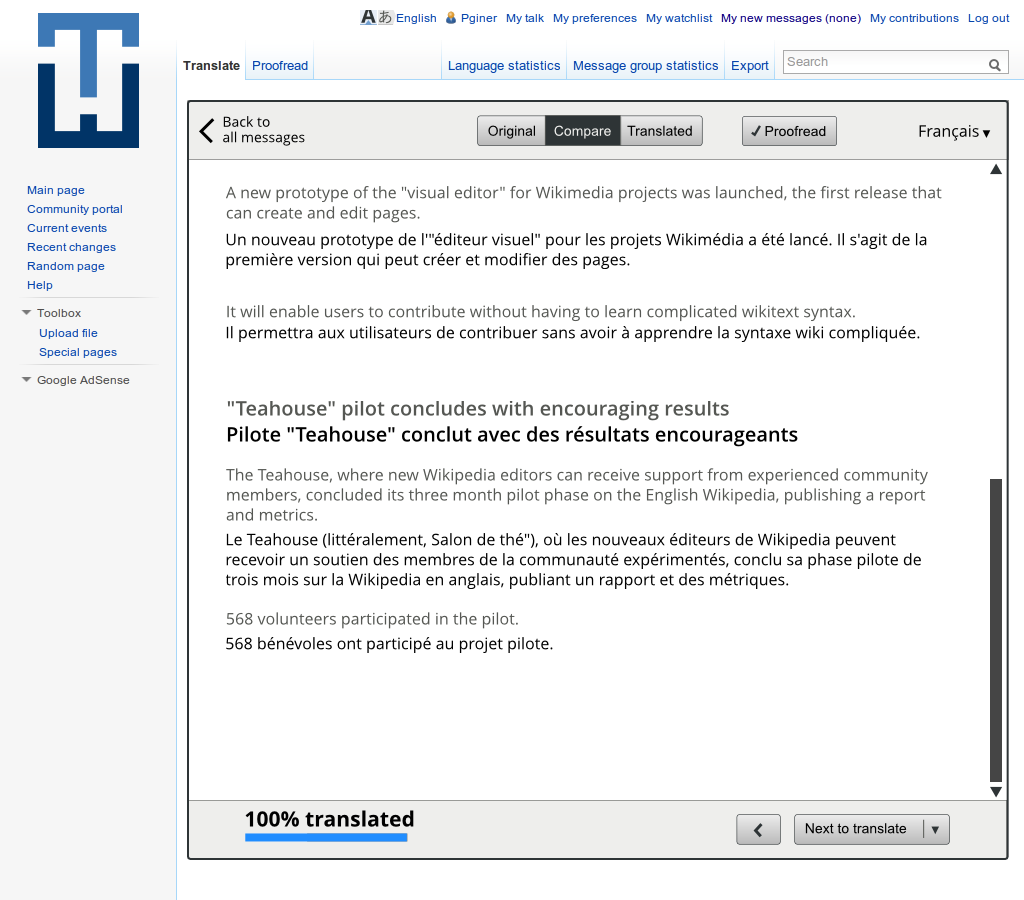 Aあ English Pginer My talk My preferences My watchlist My new messages (none) My contributions Log out
Translate Proofread Language statistics Message group statistics Export Search
Back to
all messages
Original Compare Translated ✓Proofread Français ▾
Main page
Community portal
Current events
Recent changes
Random page
Help
Toolbox
Upload file
Special pages
Google AdSense
A new prototype of the "visual editor" for Wikimedia projects was launched, the first release that
can create and edit pages.
Un nouveau prototype de l'"éditeur visuel" pour les projets Wikimédia a été lancé. Il s'agit de la
première version qui peut créer et modifier des pages.
It will enable users to contribute without having to learn complicated wikitext syntax.
Il permettra aux utilisateurs de contribuer sans avoir à apprendre la syntaxe wiki compliquée.
"Teahouse" pilot concludes with encouraging results
Pilote "Teahouse" conclut avec des résultats encourageants
The Teahouse, where new Wikipedia editors can receive support from experienced community
members, concluded its three month pilot phase on the English Wikipedia, publishing a report
and metrics.
Le Teahouse (littéralement, Salon de thé"), où les nouveaux éditeurs de Wikipedia peuvent
recevoir un soutien des membres de la communauté expérimentés, conclu sa phase pilote de
trois mois sur la Wikipedia en anglais, publiant un rapport et des métriques.
568 volunteers participated in the pilot.
568 bénévoles ont participé au projet pilote.
100% translated
Next to translate ▾